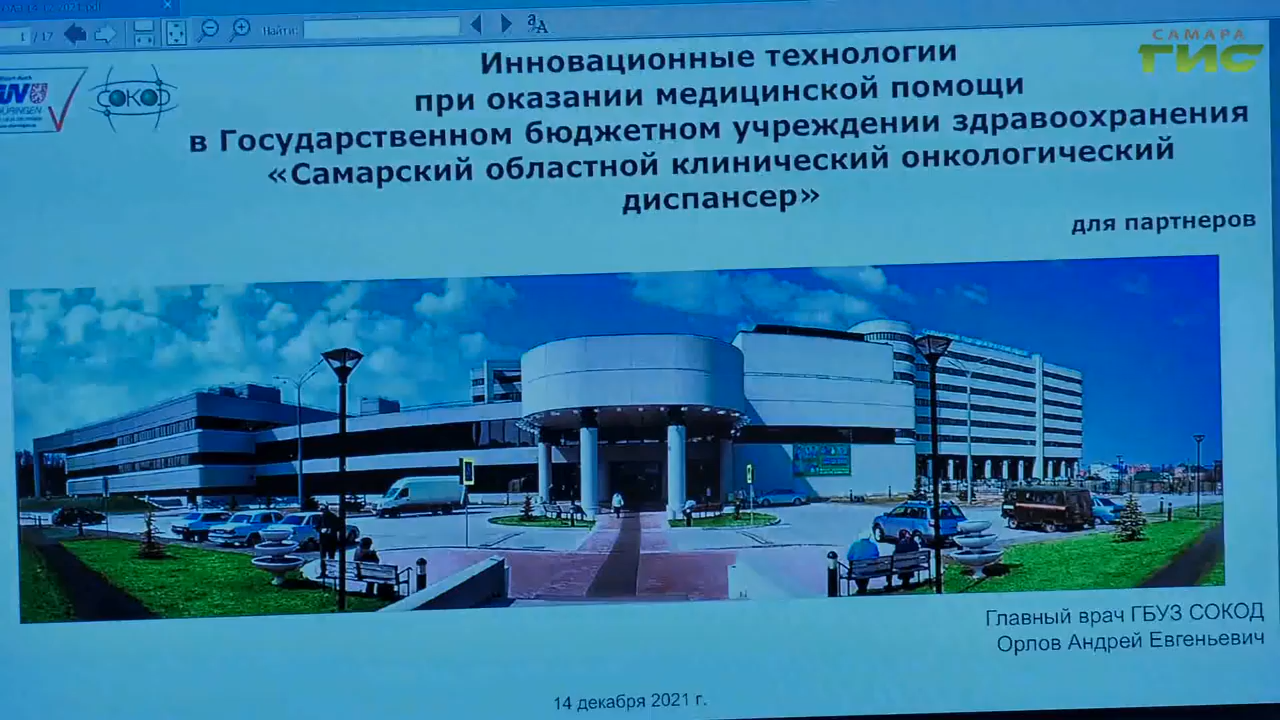 1 / 17
Найти:
САМАРА
ГИС
СОКОД
Инновационные технологии
при оказании медицинской помощи
в Государственном бюджетном учреждении здравоохранения
«Самарский областной клинический онкологический
диспансер»
для партнеров
Главный врач ГБУЗ СОКОД
Орлов Андрей Евгеньевич
14 декабря 2021 г.